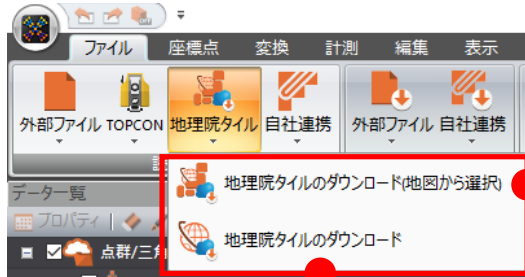 ファイル 座標点 変換 計測 編集 表示
外部ファイル TOPCON 地理院タイル 自社連携 外部ファイル 自社連携
地理院タイルのダウンロード(地図から選択)
地理院タイルのダウンロード
データ一覧
プロパティ
点群/三角